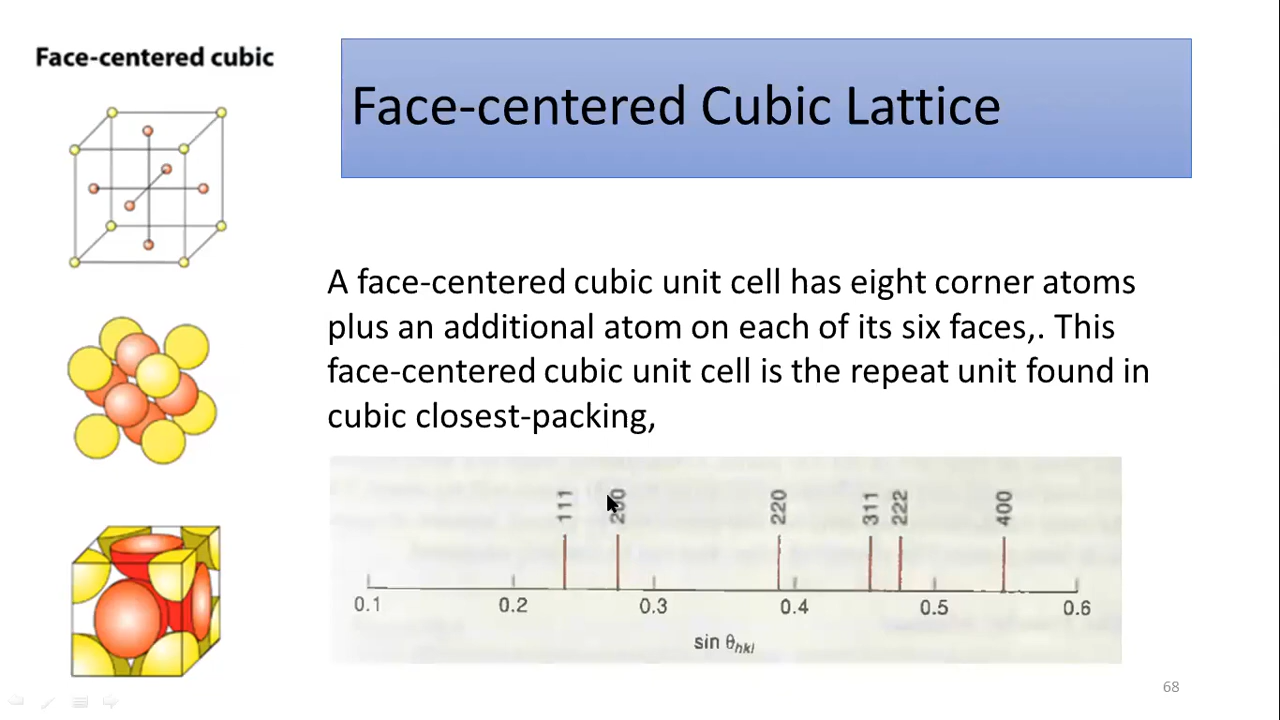 Face-centered cubic
Face-centered Cubic Lattice
A face-centered cubic unit cell has eight corner atoms
plus an additional atom on each of its six faces,. This
face-centered cubic unit cell is the repeat unit found in
cubic closest-packing,
111 200 220 311 222 400
0.1 0.2 0.3 0.4 0.5 0.6
sin θhkl
68